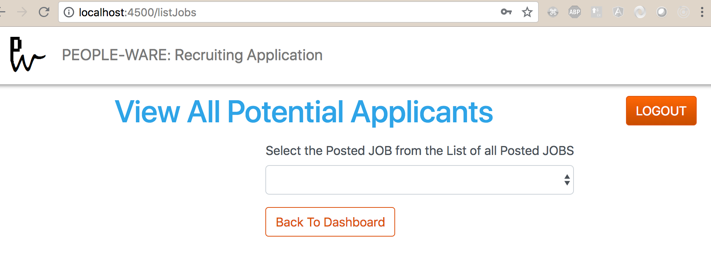 localhost:4500/listJobs
ABP
PEOPLE-WARE: Recruiting Application
View All Potential Applicants
LOGOUT
Select the Posted JOB from the List of all Posted JOBS
Back To Dashboard